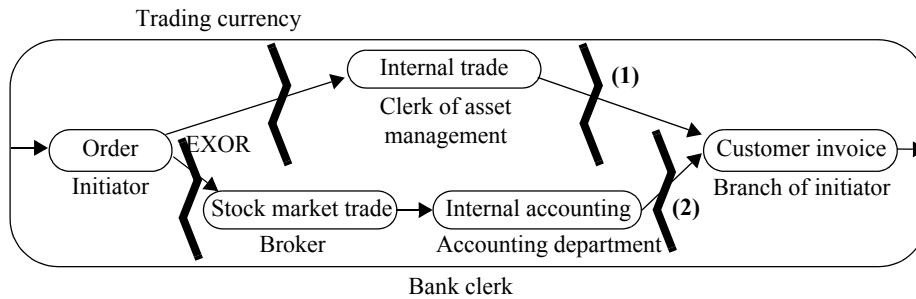 Trading currency
Internal trade
(1)
Clerk of asset
management
Order
EXOR
Customer invoice
Initiator
Branch of initiator
Stock market trade
Internal accounting
(2)
Broker
Accounting department
Bank clerk